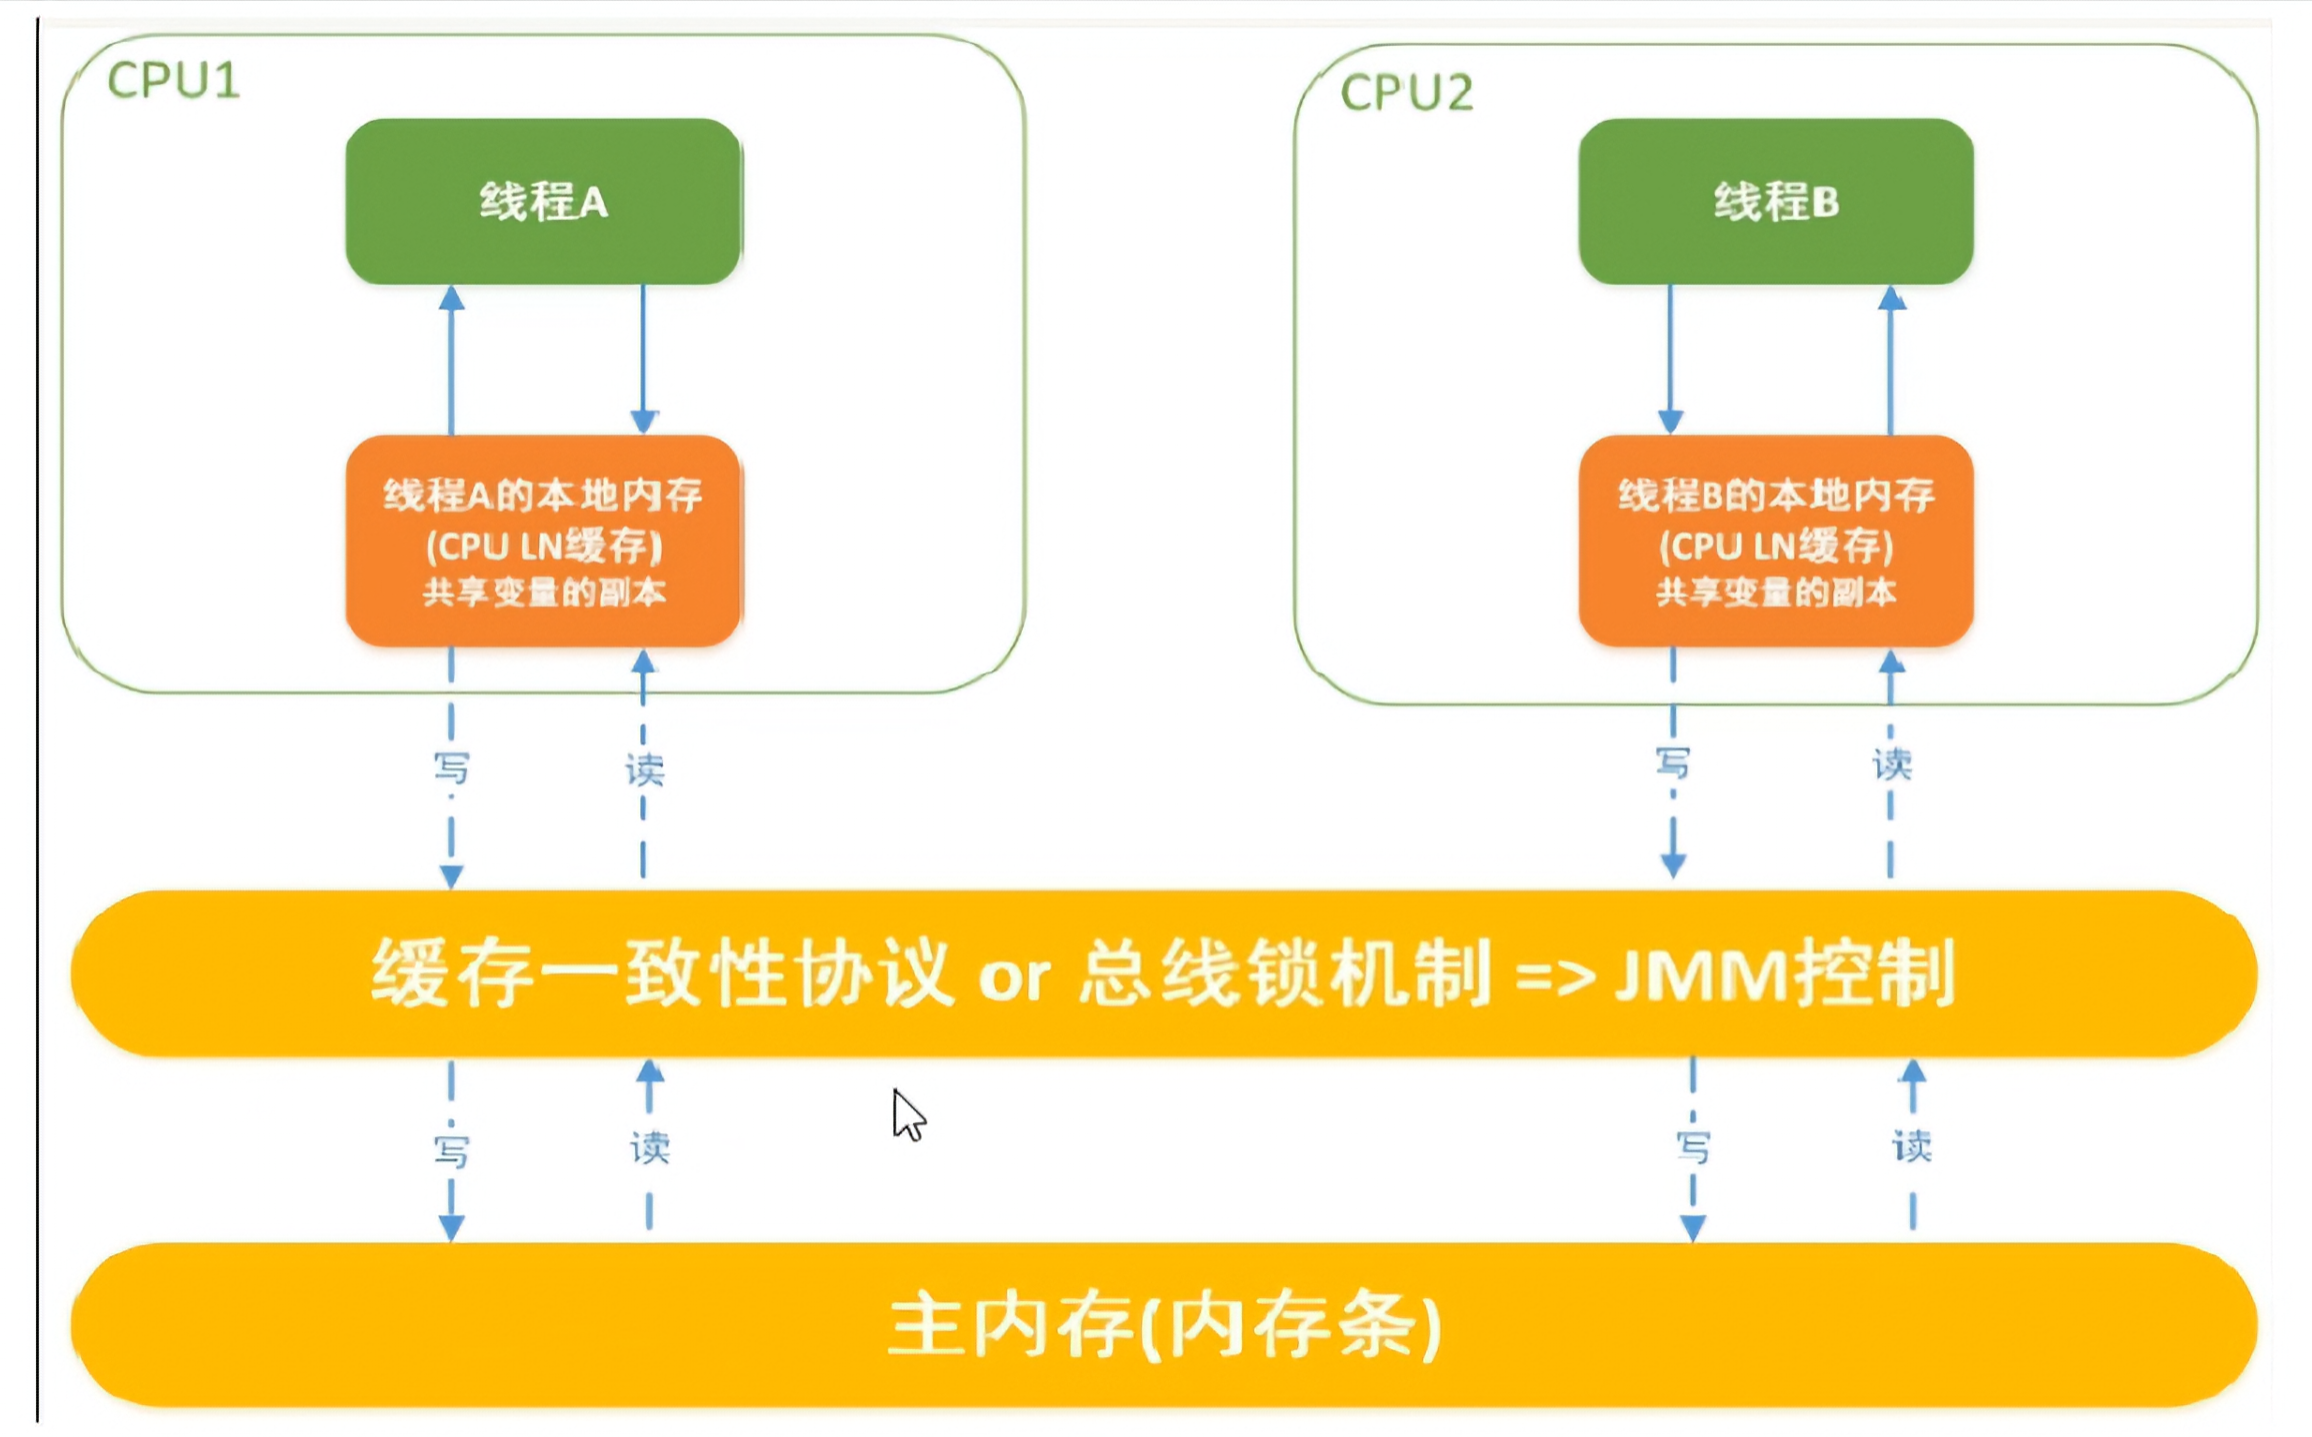 CPU1
线程A
线程A的本地内存
(CPU LN缓存)
共享变量的副本
CPU2
线程B
线程B的本地内存
(CPU LN缓存)
共享变量的副本
写
读
写
读
缓存一致性协议 or 总线锁机制 => JMM控制
写
读
写
读
主内存(内存条)